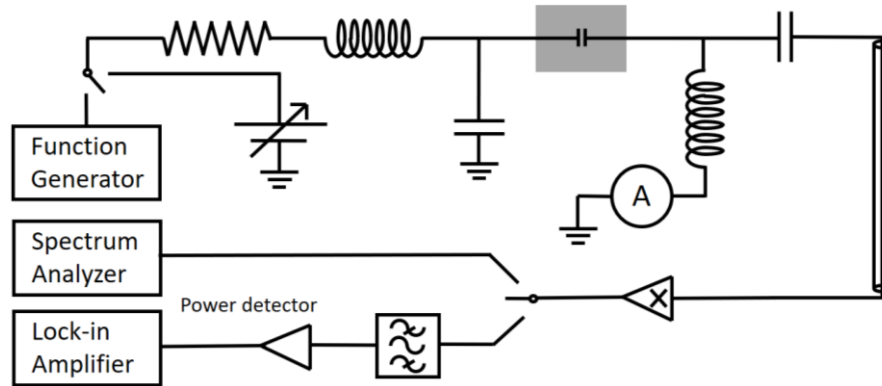 Function
Generator
A
Spectrum
Analyzer
Power detector
Lock-in
Amplifier